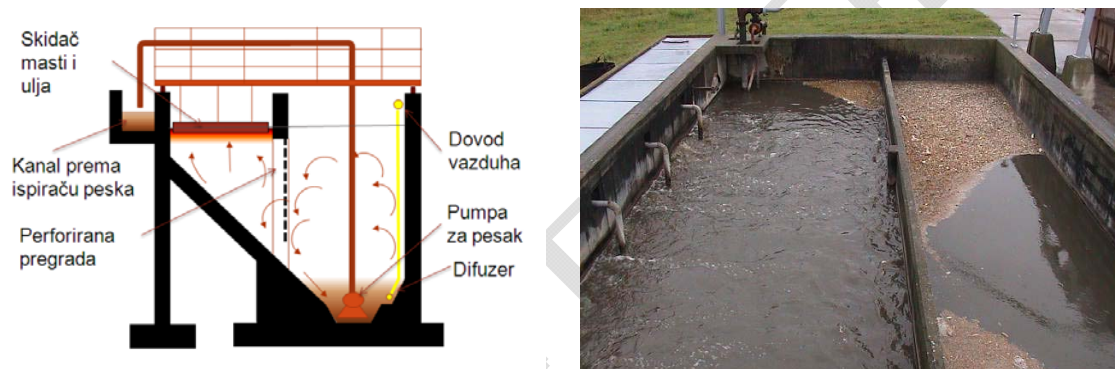 Skidač
masti i
ulja
Kanal prema
ispiraču peska
Perforirana
pregrada
Dovod
vazduha
Pumpa
za pesak
Difuzer